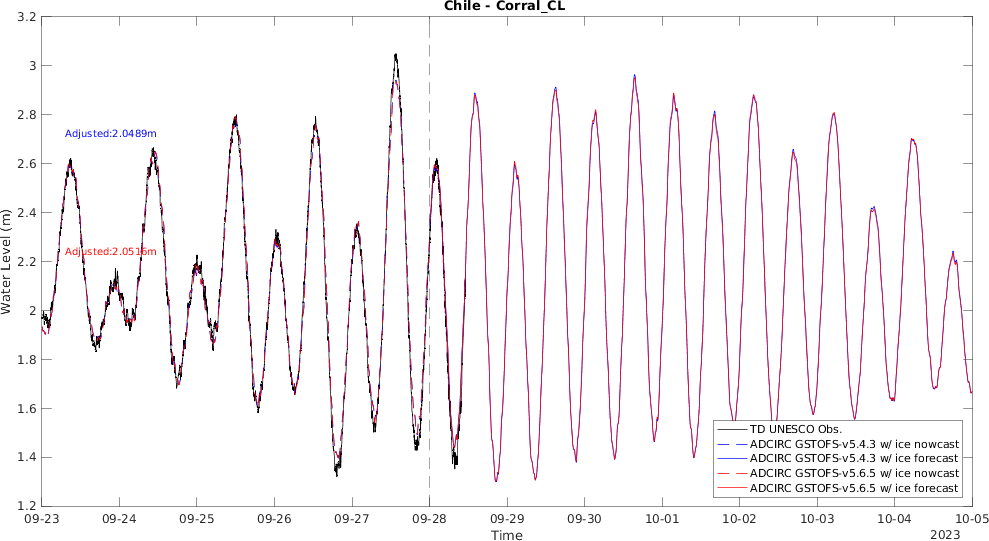 Chile - Corral_CL
3.2
3
2.8
2.6
2.4
2.2
2
1.8
1.6
1.4
1.2
Water Level (m)
Adjusted:2.0489m
Adjusted:2.0516m
TD UNESCO Obs.
ADCIRC GSTOFS-v5.4.3 w/ ice nowcast
ADCIRC GSTOFS-v5.4.3 w/ ice forecast
ADCIRC GSTOFS-v5.6.5 w/ ice nowcast
ADCIRC GSTOFS-v5.6.5 w/ ice forecast
09-23 09-24 09-25 09-26 09-27 09-28 09-29 09-30 10-01 10-02 10-03 10-04 10-05
Time
2023